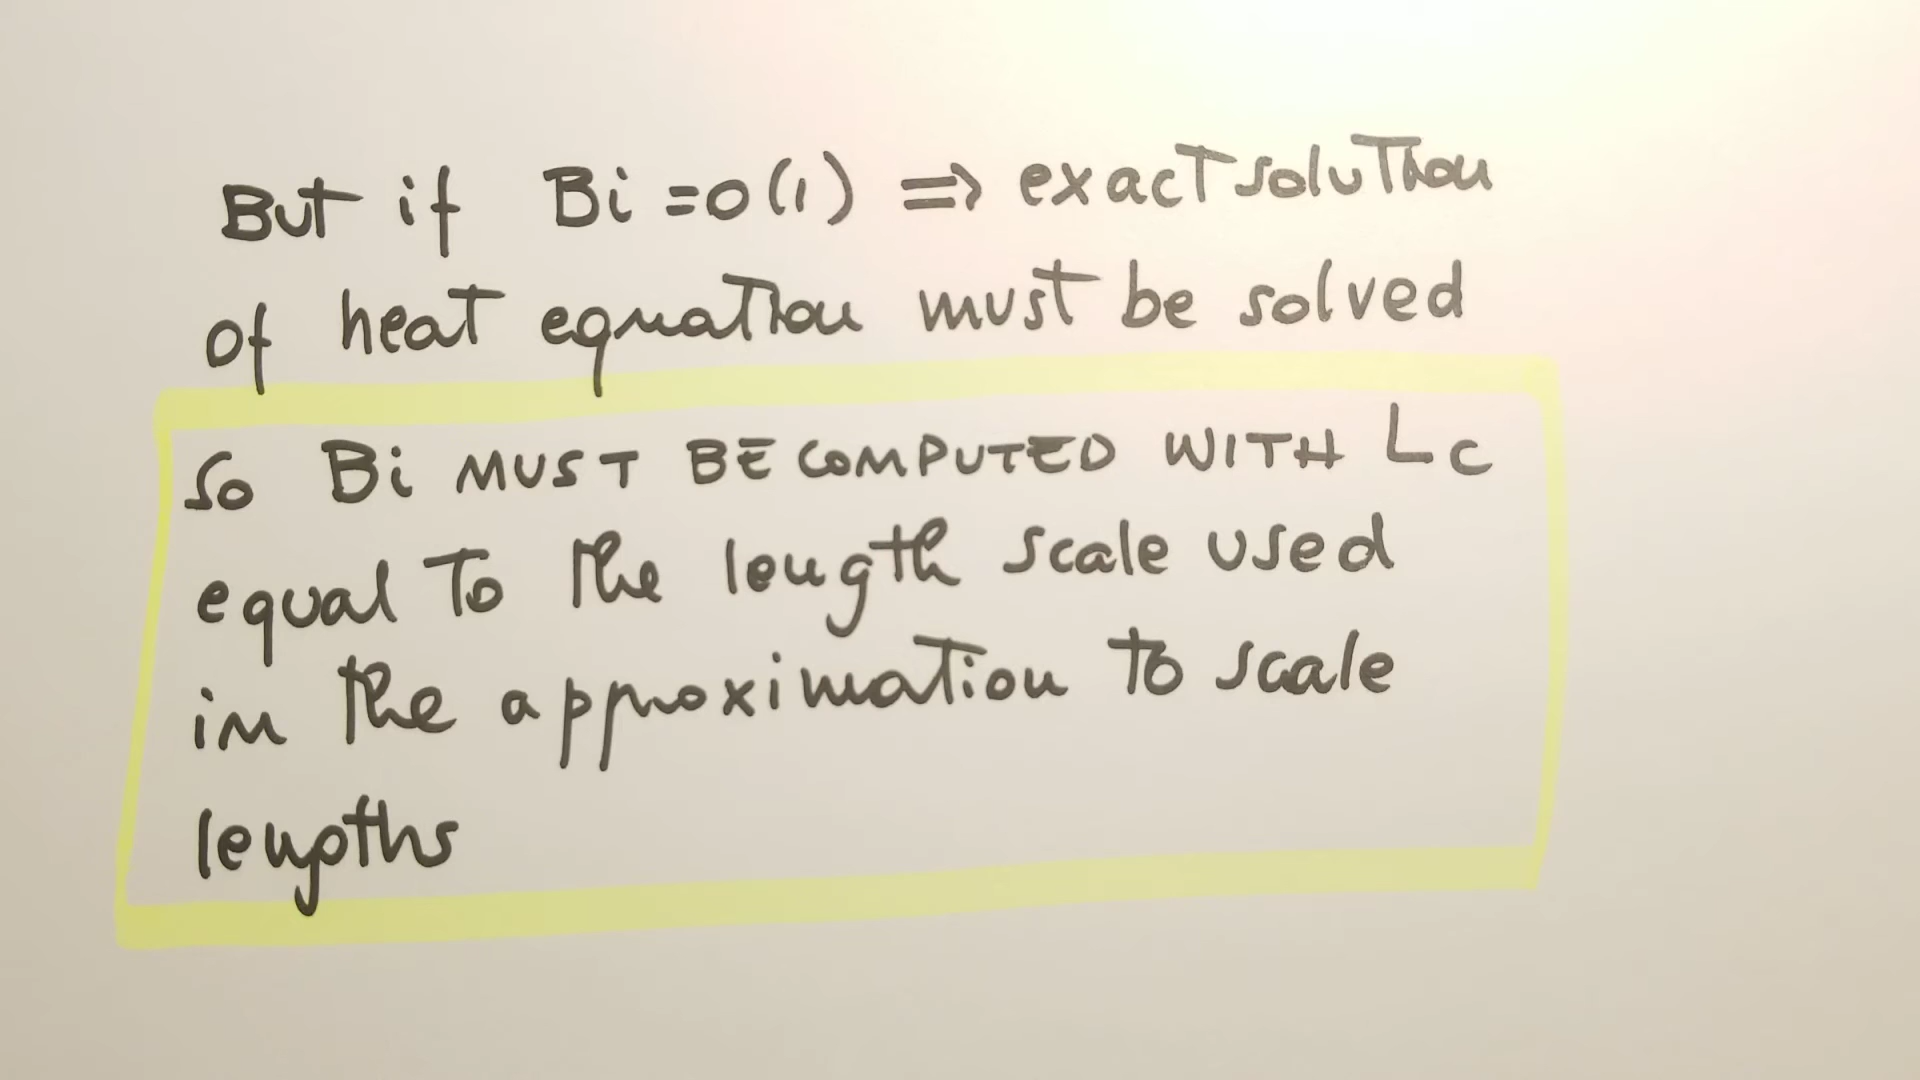 But if Bi = O(1) ⇒ exact solution
of heat equation must be solved
So Bi MUST BE COMPUTED WITH Lc
equal To the length scale used
in the approximation to scale
lengths